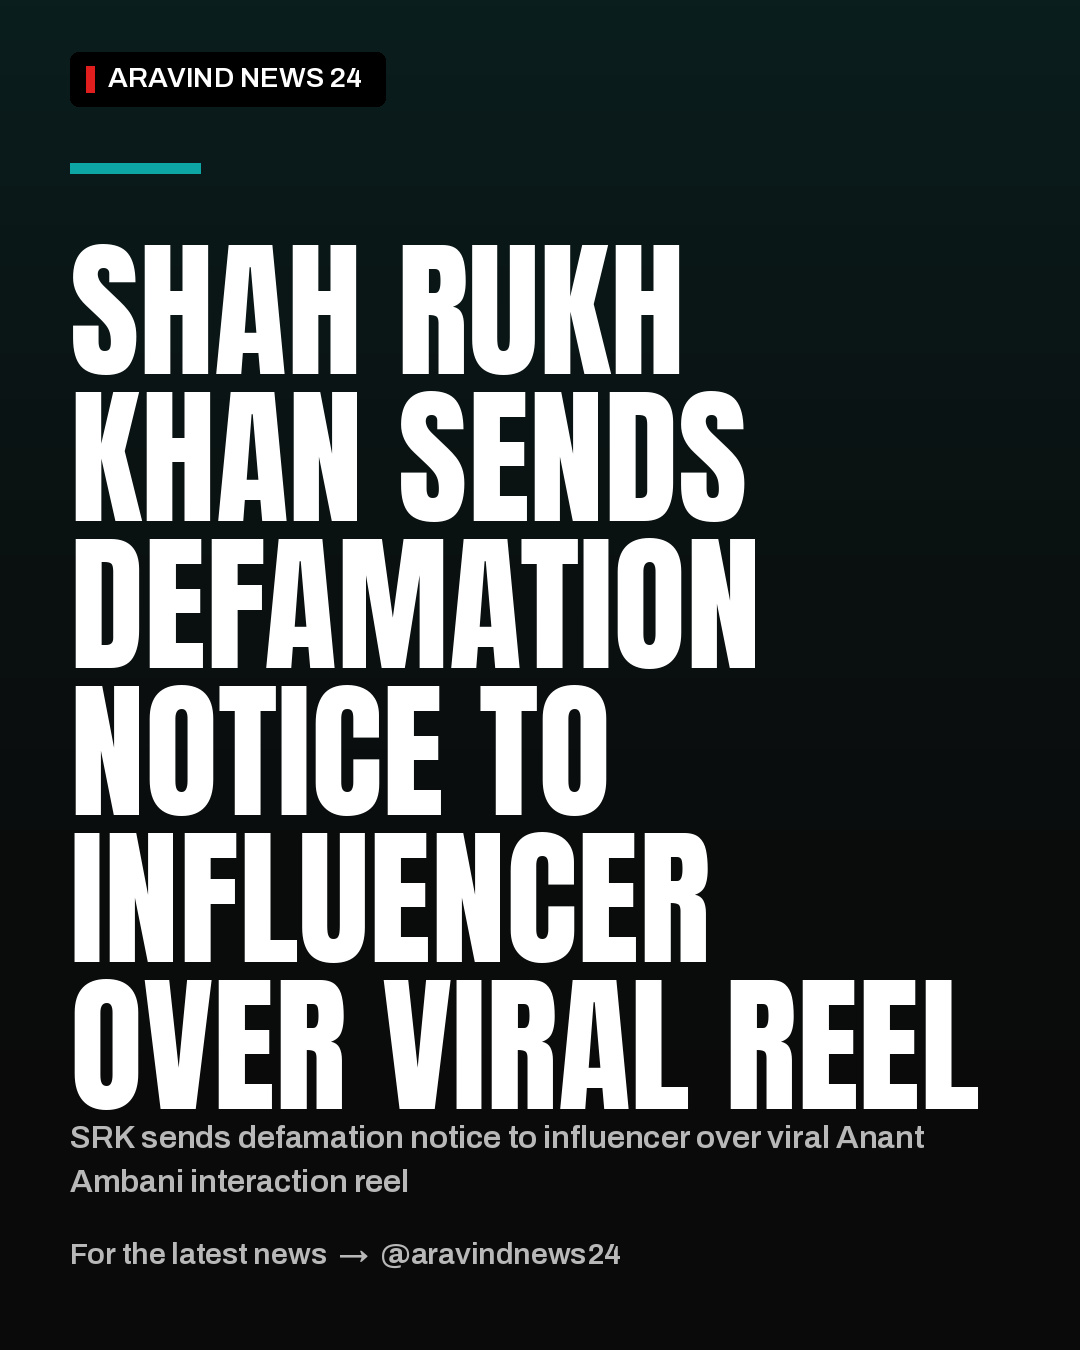 ARAVIND NEWS 24
SHAH RUKH
KHAN SENDS
DEFAMATION
NOTICE TO
INFLUENCER
OVER VIRAL REEL
SRK sends defamation notice to influencer over viral Anant
Ambani interaction reel
For the latest news → @aravindnews24